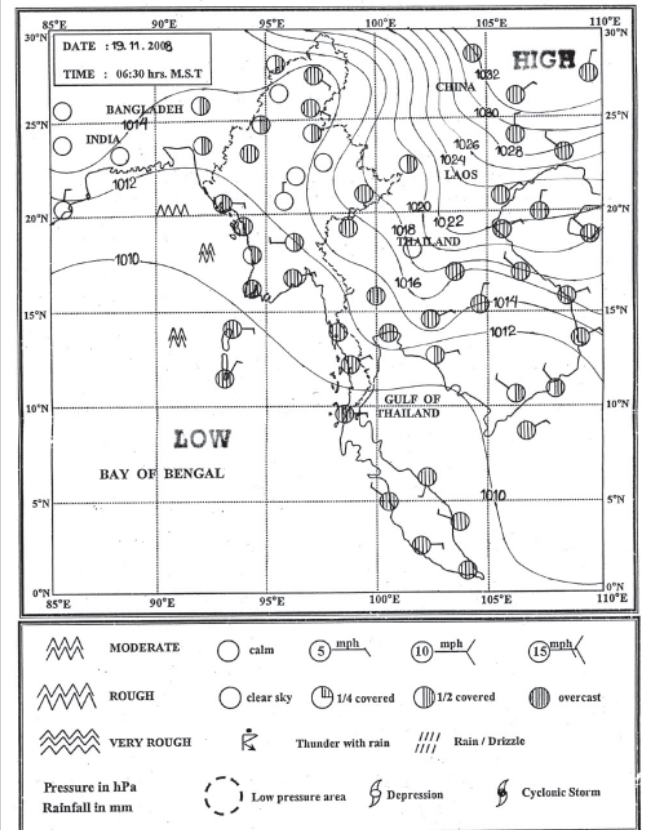 85°E 90°E 95°E 100°E 105°E 110°E
30°N 30°N
DATE : 19.11.2008
TIME : 06:30 hrs. M.S.T
HIGH
1032
CHINA
BANGLADEH
1030
25°N 1014 25°N
INDIA
1026 1028
1024
LAOS
1012
20°N 1020 20°N
1018 1022
THAILAND
1010
1016
1014
15°N 15°N
1012
10°N GULF OF 10°N
THAILAND
LOW
BAY OF BENGAL
1010
5°N 5°N
0°N 0°N
85°E 90°E 95°E 100°E 105°E 110°E
MODERATE calm 5 mph 10 mph 15 mph
ROUGH clear sky 1/4 covered 1/2 covered overcast
VERY ROUGH Thunder with rain Rain / Drizzle
Pressure in hPa
Rainfall in mm
Low pressure area Depression Cyclonic Storm